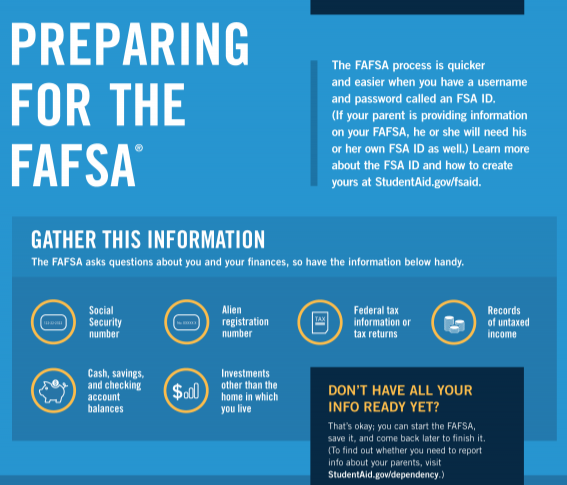 PREPARING
FOR THE
FAFSA®
The FAFSA process is quicker
and easier when you have a username
and password called an FSA ID.
(If your parent is providing information
on your FAFSA, he or she will need his
or her own FSA ID as well.) Learn more
about the FSA ID and how to create
yours at StudentAid.gov/fsaid.
GATHER THIS INFORMATION
The FAFSA asks questions about you and your finances, so have the information below handy.
Social
Security
number
Alien
registration
number
TAX
Federal tax
information or
tax returns
Records
of untaxed
income
Cash, savings,
and checking
account
balances
$
Investments
other than the
home in which
you live
DON'T HAVE ALL YOUR
INFO READY YET?
That's okay; you can start the FAFSA,
save it, and come back later to finish it.
(To find out whether you need to report
info about your parents, visit
StudentAid.gov/dependency.)